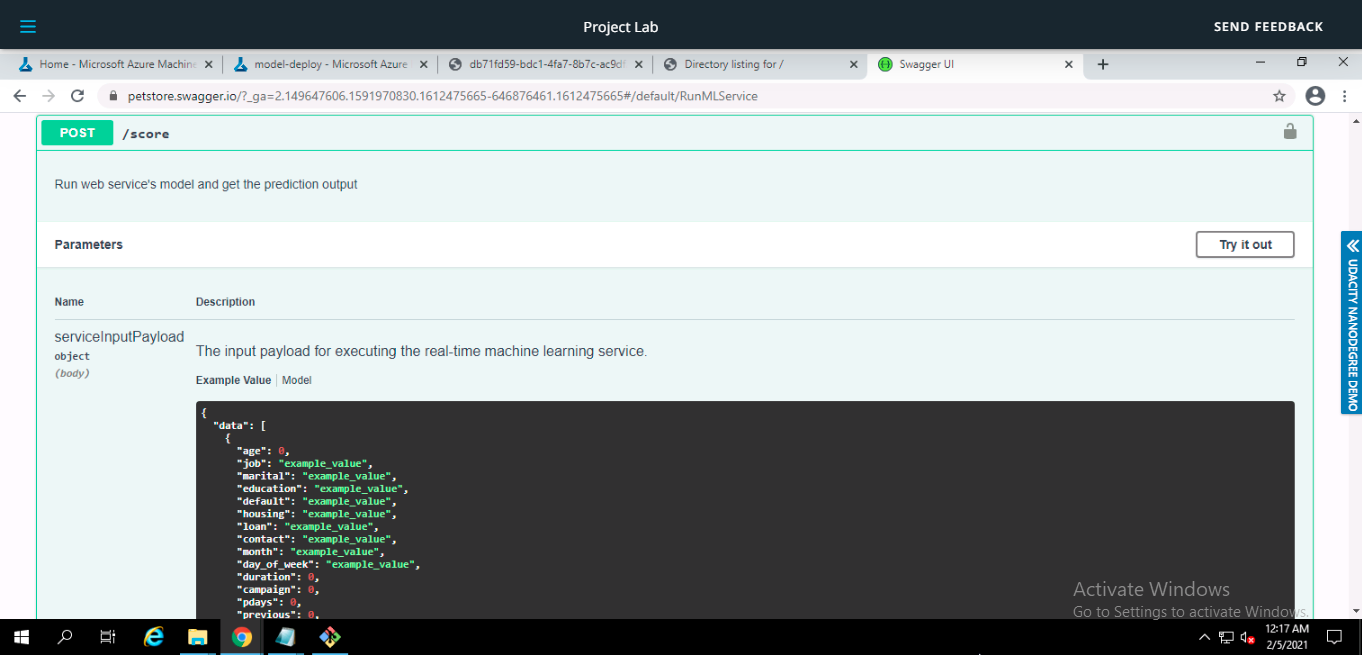 Project Lab
SEND FEEDBACK
Home - Microsoft Azure Machine
model-deploy - Microsoft Azure
db71fd59-bdc1-4fa7-8b7c-ac9df
Directory listing for /
Swagger UI
petstore.swagger.io/?_ga=2.149647606.1591970830.1612475665-646876461.1612475665#/default/RunMLService
POST /score
Run web service's model and get the prediction output
Parameters
Try it out
Name Description
serviceInputPayload
object
(body)
The input payload for executing the real-time machine learning service.
Example Value Model
{
"data": [
{
"age": 0,
"job": "example_value",
"marital": "example_value",
"education": "example_value",
"default": "example_value",
"housing": "example_value",
"loan": "example_value",
"contact": "example_value",
"month": "example_value",
"day_of_week": "example_value",
"duration": 0,
"campaign": 0,
"pdays": 0,
"previous": 0,
UDACITY NANODEGREE DEMO
Activate Windows
Go to Settings to activate Windows.
12:17 AM
2/5/2021